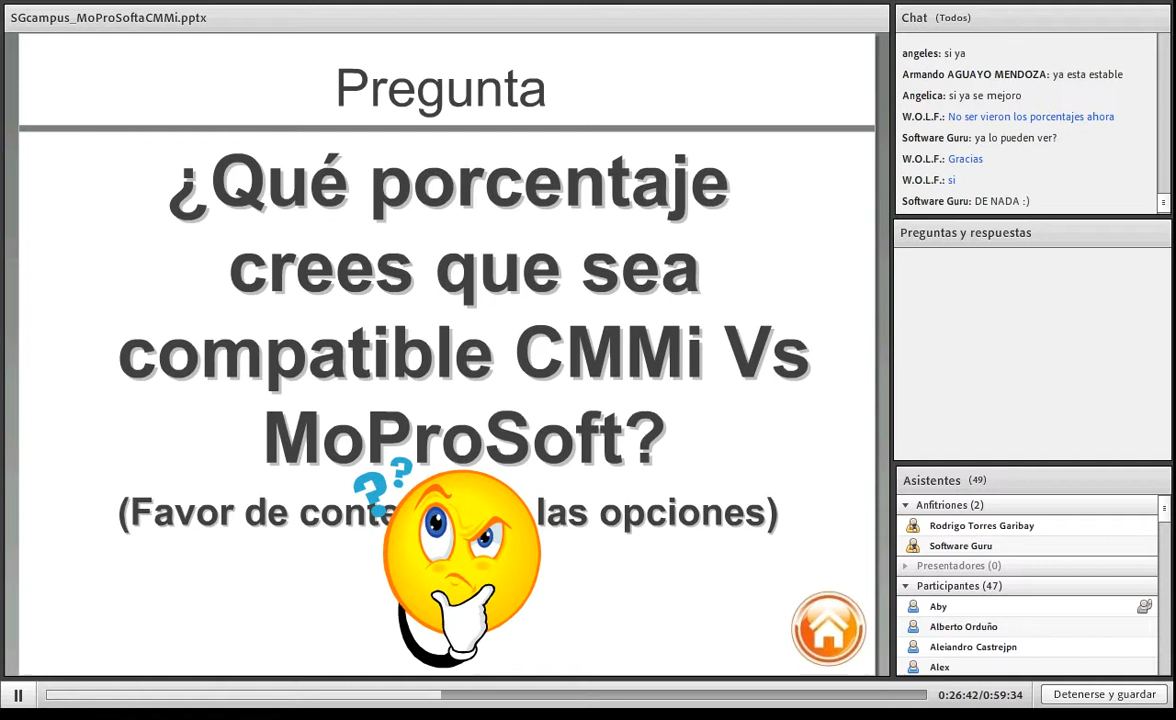 SGcampus_MoProSoftaCMMi.pptx
Pregunta
¿Qué porcentaje
crees que sea
compatible CMMi Vs
MoProSoft?
(Favor de conte las opciones)
? ?
Chat (Todos)
angeles: si ya
Armando AGUAYO MENDOZA: ya esta estable
Angelica: si ya se mejoro
W.O.L.F.: No ser vieron los porcentajes ahora
Software Guru: ya lo pueden ver?
W.O.L.F.: Gracias
W.O.L.F.: si
Software Guru: DE NADA :)
Preguntas y respuestas
Asistentes (49)
Anfitriones (2)
Rodrigo Torres Garibay
Software Guru
Presentadores (0)
Participantes (47)
Aby
Alberto Orduño
Alejandro Castrejpn
Alex
0:26:42/0:59:34
Detenerse y guardar